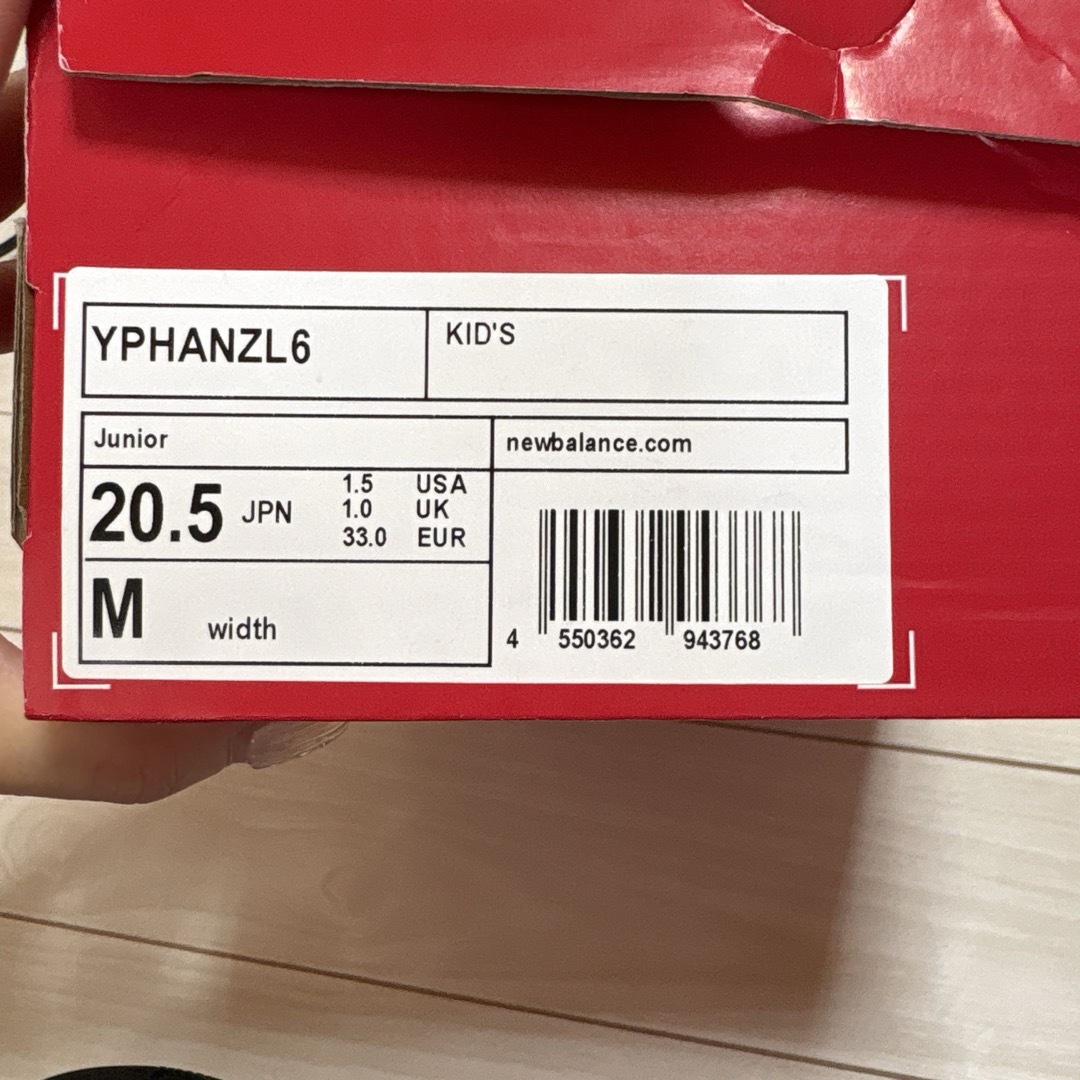 YPHANZL6
KID'S
Junior
newbalance.com
20.5 JPN
1.5 USA
1.0 UK
33.0 EUR
M width
4 550362 943768